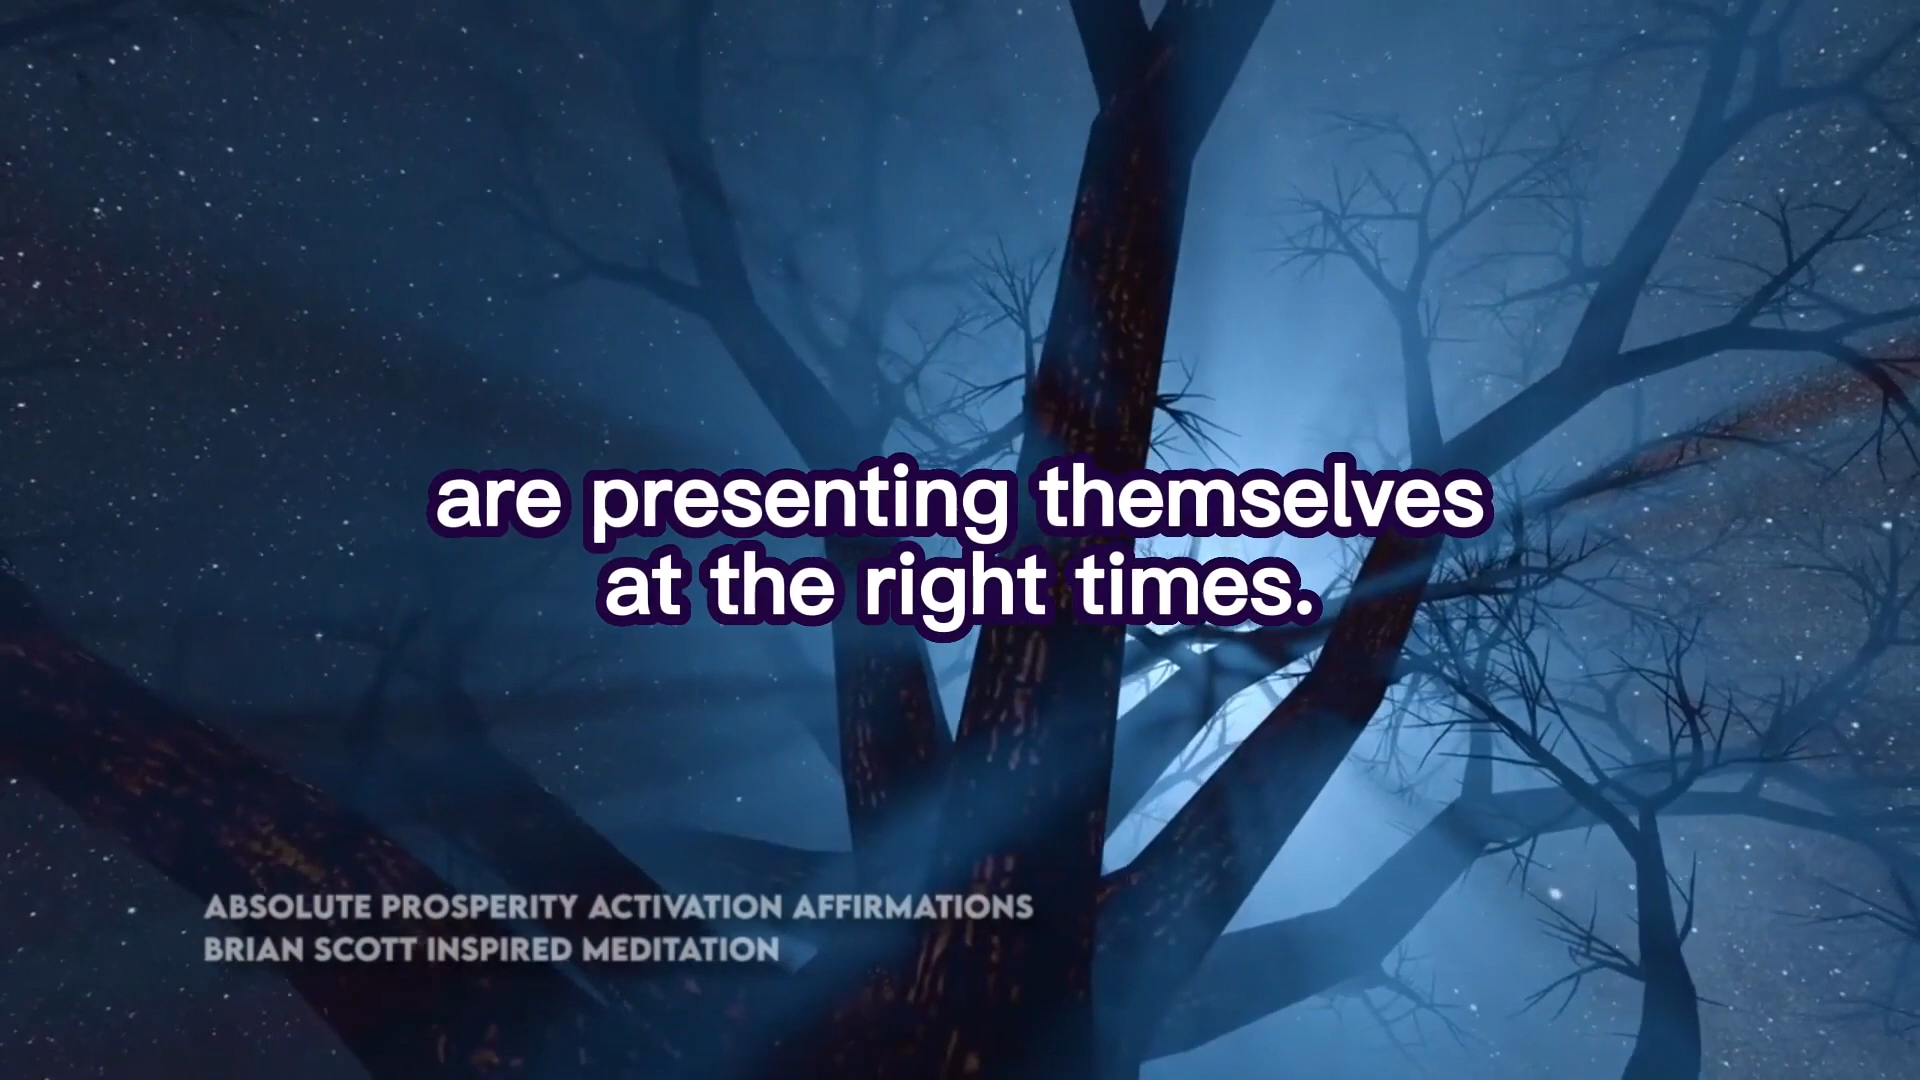 are presenting themselves
at the right times.
ABSOLUTE PROSPERITY ACTIVATION AFFIRMATIONS
BRIAN SCOTT INSPIRED MEDITATION